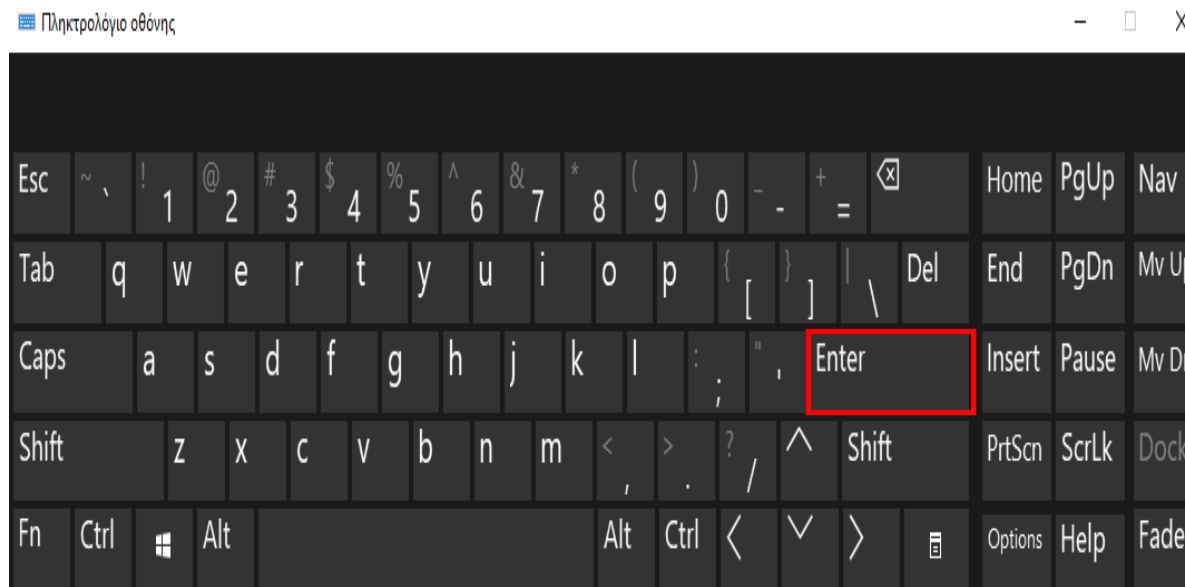 Πληκτρολόγιο οθόνης
Esc ~ ` ! 1 @ 2 # 3 $ 4 % 5 ^ 6 & 7 * 8 ( 9 ) 0 _ - + = Home PgUp Nav
Tab q w e r t y u i o p { [ } ] | \ Del End PgDn Mv Up
Caps a s d f g h j k l : ; " ' Enter Insert Pause Mv D
Shift z x c v b n m < , > . ? / Shift PrtScn ScrLk Dock
Fn Ctrl Alt Alt Ctrl Options Help Fade